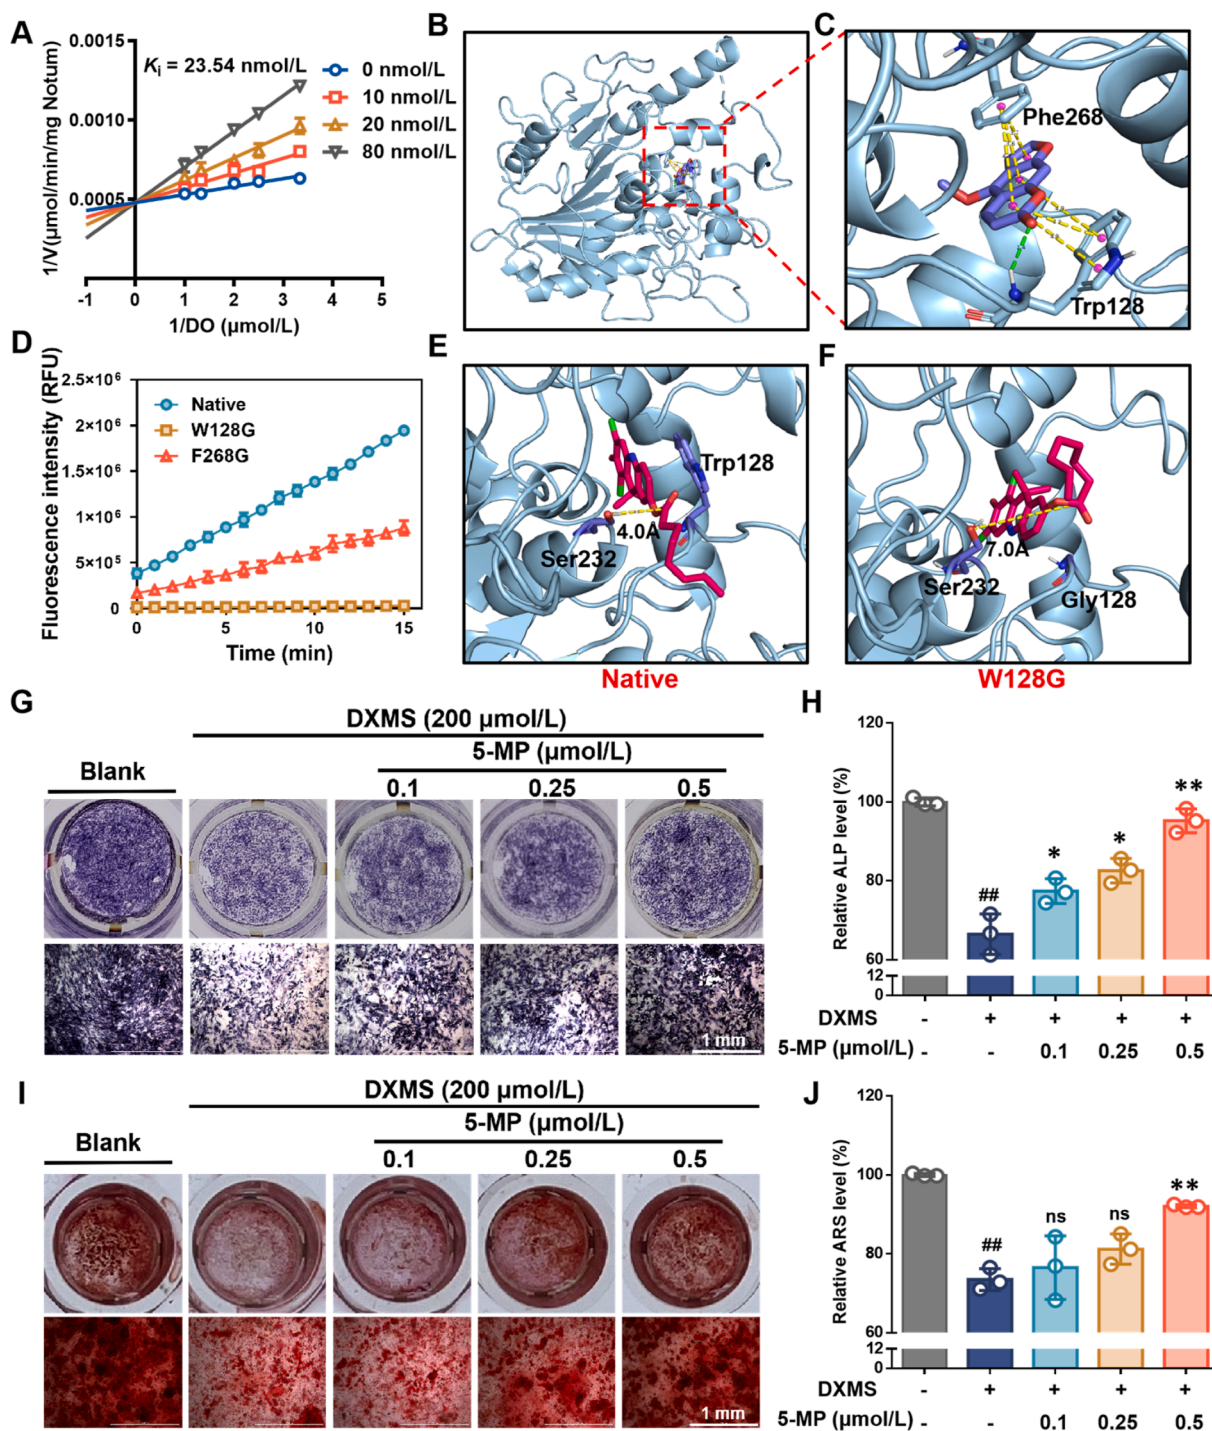 A
1/V(μmol/min/mg Notum)
0.0015
0.0010
0.0005
Ki = 23.54 nmol/L
0 nmol/L
10 nmol/L
20 nmol/L
80 nmol/L
-1 0 1 2 3 4 5
1/DO (μmol/L)
B
C
Phe268
Trp128
D
Fluorescence intensity (RFU)
2.5×10⁶
2×10⁶
1.5×10⁶
1×10⁶
5×10⁵
0
Native
W128G
F268G
0 5 10 15
Time (min)
E
Trp128
4.0Å
Ser232
Native
F
7.0Å
Ser232
Gly128
W128G
G
DXMS (200 μmol/L)
5-MP (μmol/L)
Blank
0.1 0.25 0.5
1 mm
H
Relative ALP level (%)
120
100
80
60
12
0
##
*
*
**
DXMS - + + + +
5-MP (μmol/L) - - 0.1 0.25 0.5
I
DXMS (200 μmol/L)
5-MP (μmol/L)
Blank
0.1 0.25 0.5
1 mm
J
Relative ARS level (%)
120
100
80
60
12
0
##
ns
ns
**
DXMS - + + + +
5-MP (μmol/L) - - 0.1 0.25 0.5